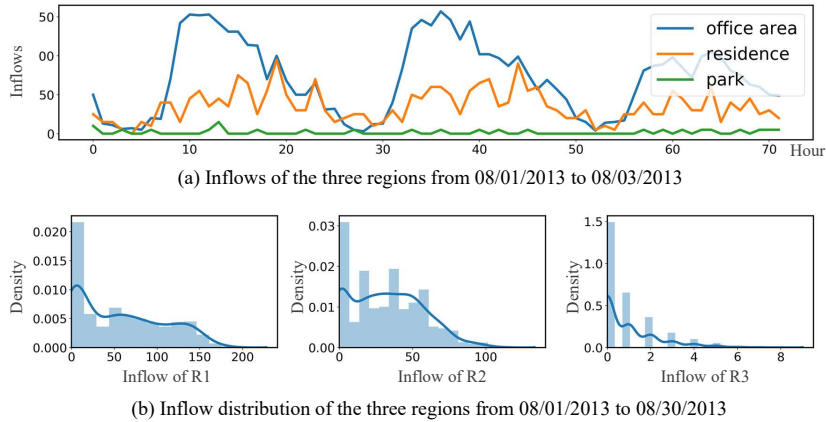 50
00
50
0
Inflows
office area
residence
park
0 10 20 30 40 50 60 70
Hour
(a) Inflows of the three regions from 08/01/2013 to 08/03/2013
0.020
0.015
0.010
0.005
0.000
Density
0 50 100 150 200
Inflow of R1
0.03
0.02
0.01
0.00
Density
0 50 100
Inflow of R2
1.5
1.0
0.5
0.0
Density
0 2 4 6 8
Inflow of R3
(b) Inflow distribution of the three regions from 08/01/2013 to 08/30/2013